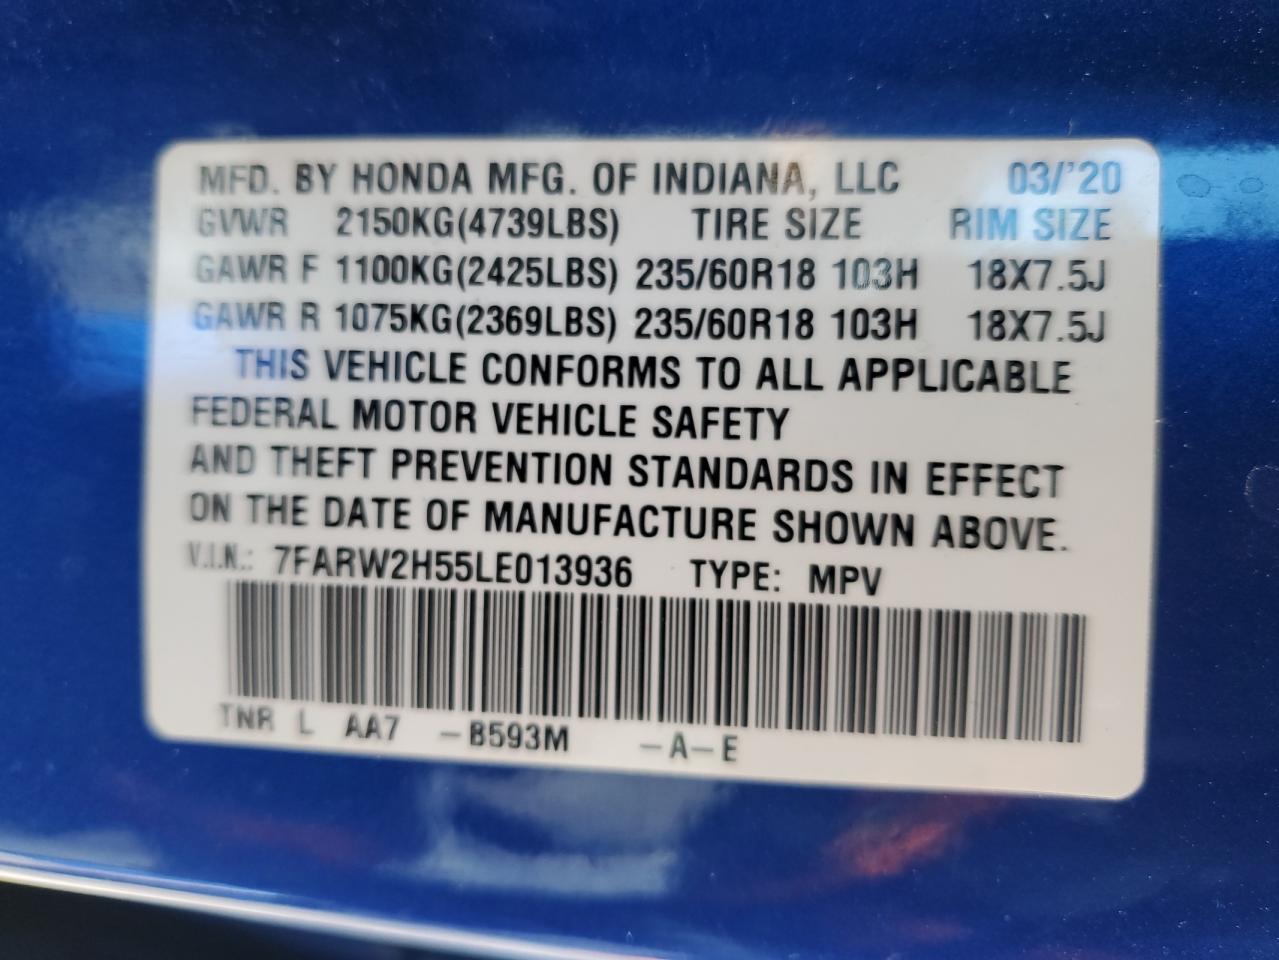 MFD. BY HONDA MFG. OF INDIANA, LLC 03/'20
GVWR 2150KG(4739LBS) TIRE SIZE RIM SIZE
GAWR F 1100KG(2425LBS) 235/60R18 103H 18X7.5J
GAWR R 1075KG(2369LBS) 235/60R18 103H 18X7.5J
THIS VEHICLE CONFORMS TO ALL APPLICABLE
FEDERAL MOTOR VEHICLE SAFETY
AND THEFT PREVENTION STANDARDS IN EFFECT
ON THE DATE OF MANUFACTURE SHOWN ABOVE.
V.I.N.: 7FARW2H55LE013936 TYPE: MPV
TNR L AA7 -B593M -A-E